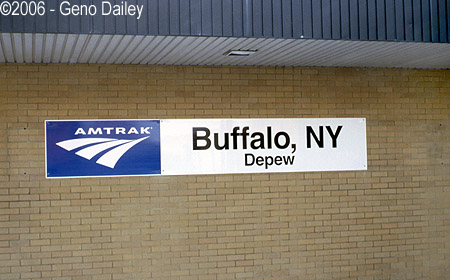 ©2006 - Geno Dailey
AMTRAK
Buffalo, NY
Depew